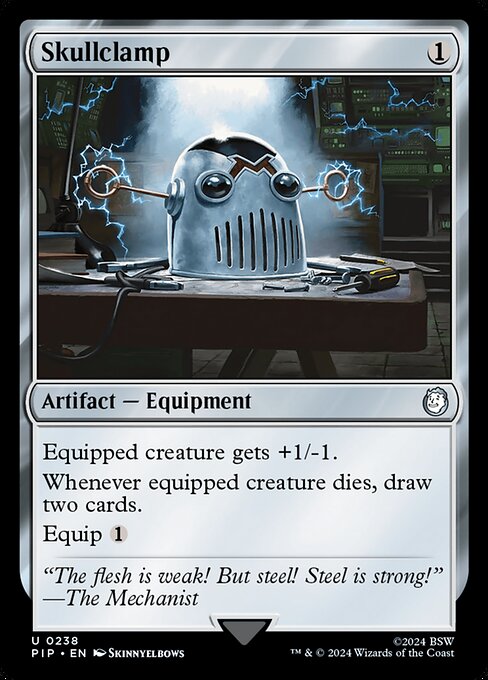 Skullclamp 1
Artifact — Equipment
Equipped creature gets +1/-1.
Whenever equipped creature dies, draw
two cards.
Equip 1
“The flesh is weak! But steel! Steel is strong!”
—The Mechanist
U 0238
PIP • EN Skinnyelbows
©2024 BSW
™ & © 2024 Wizards of the Coast